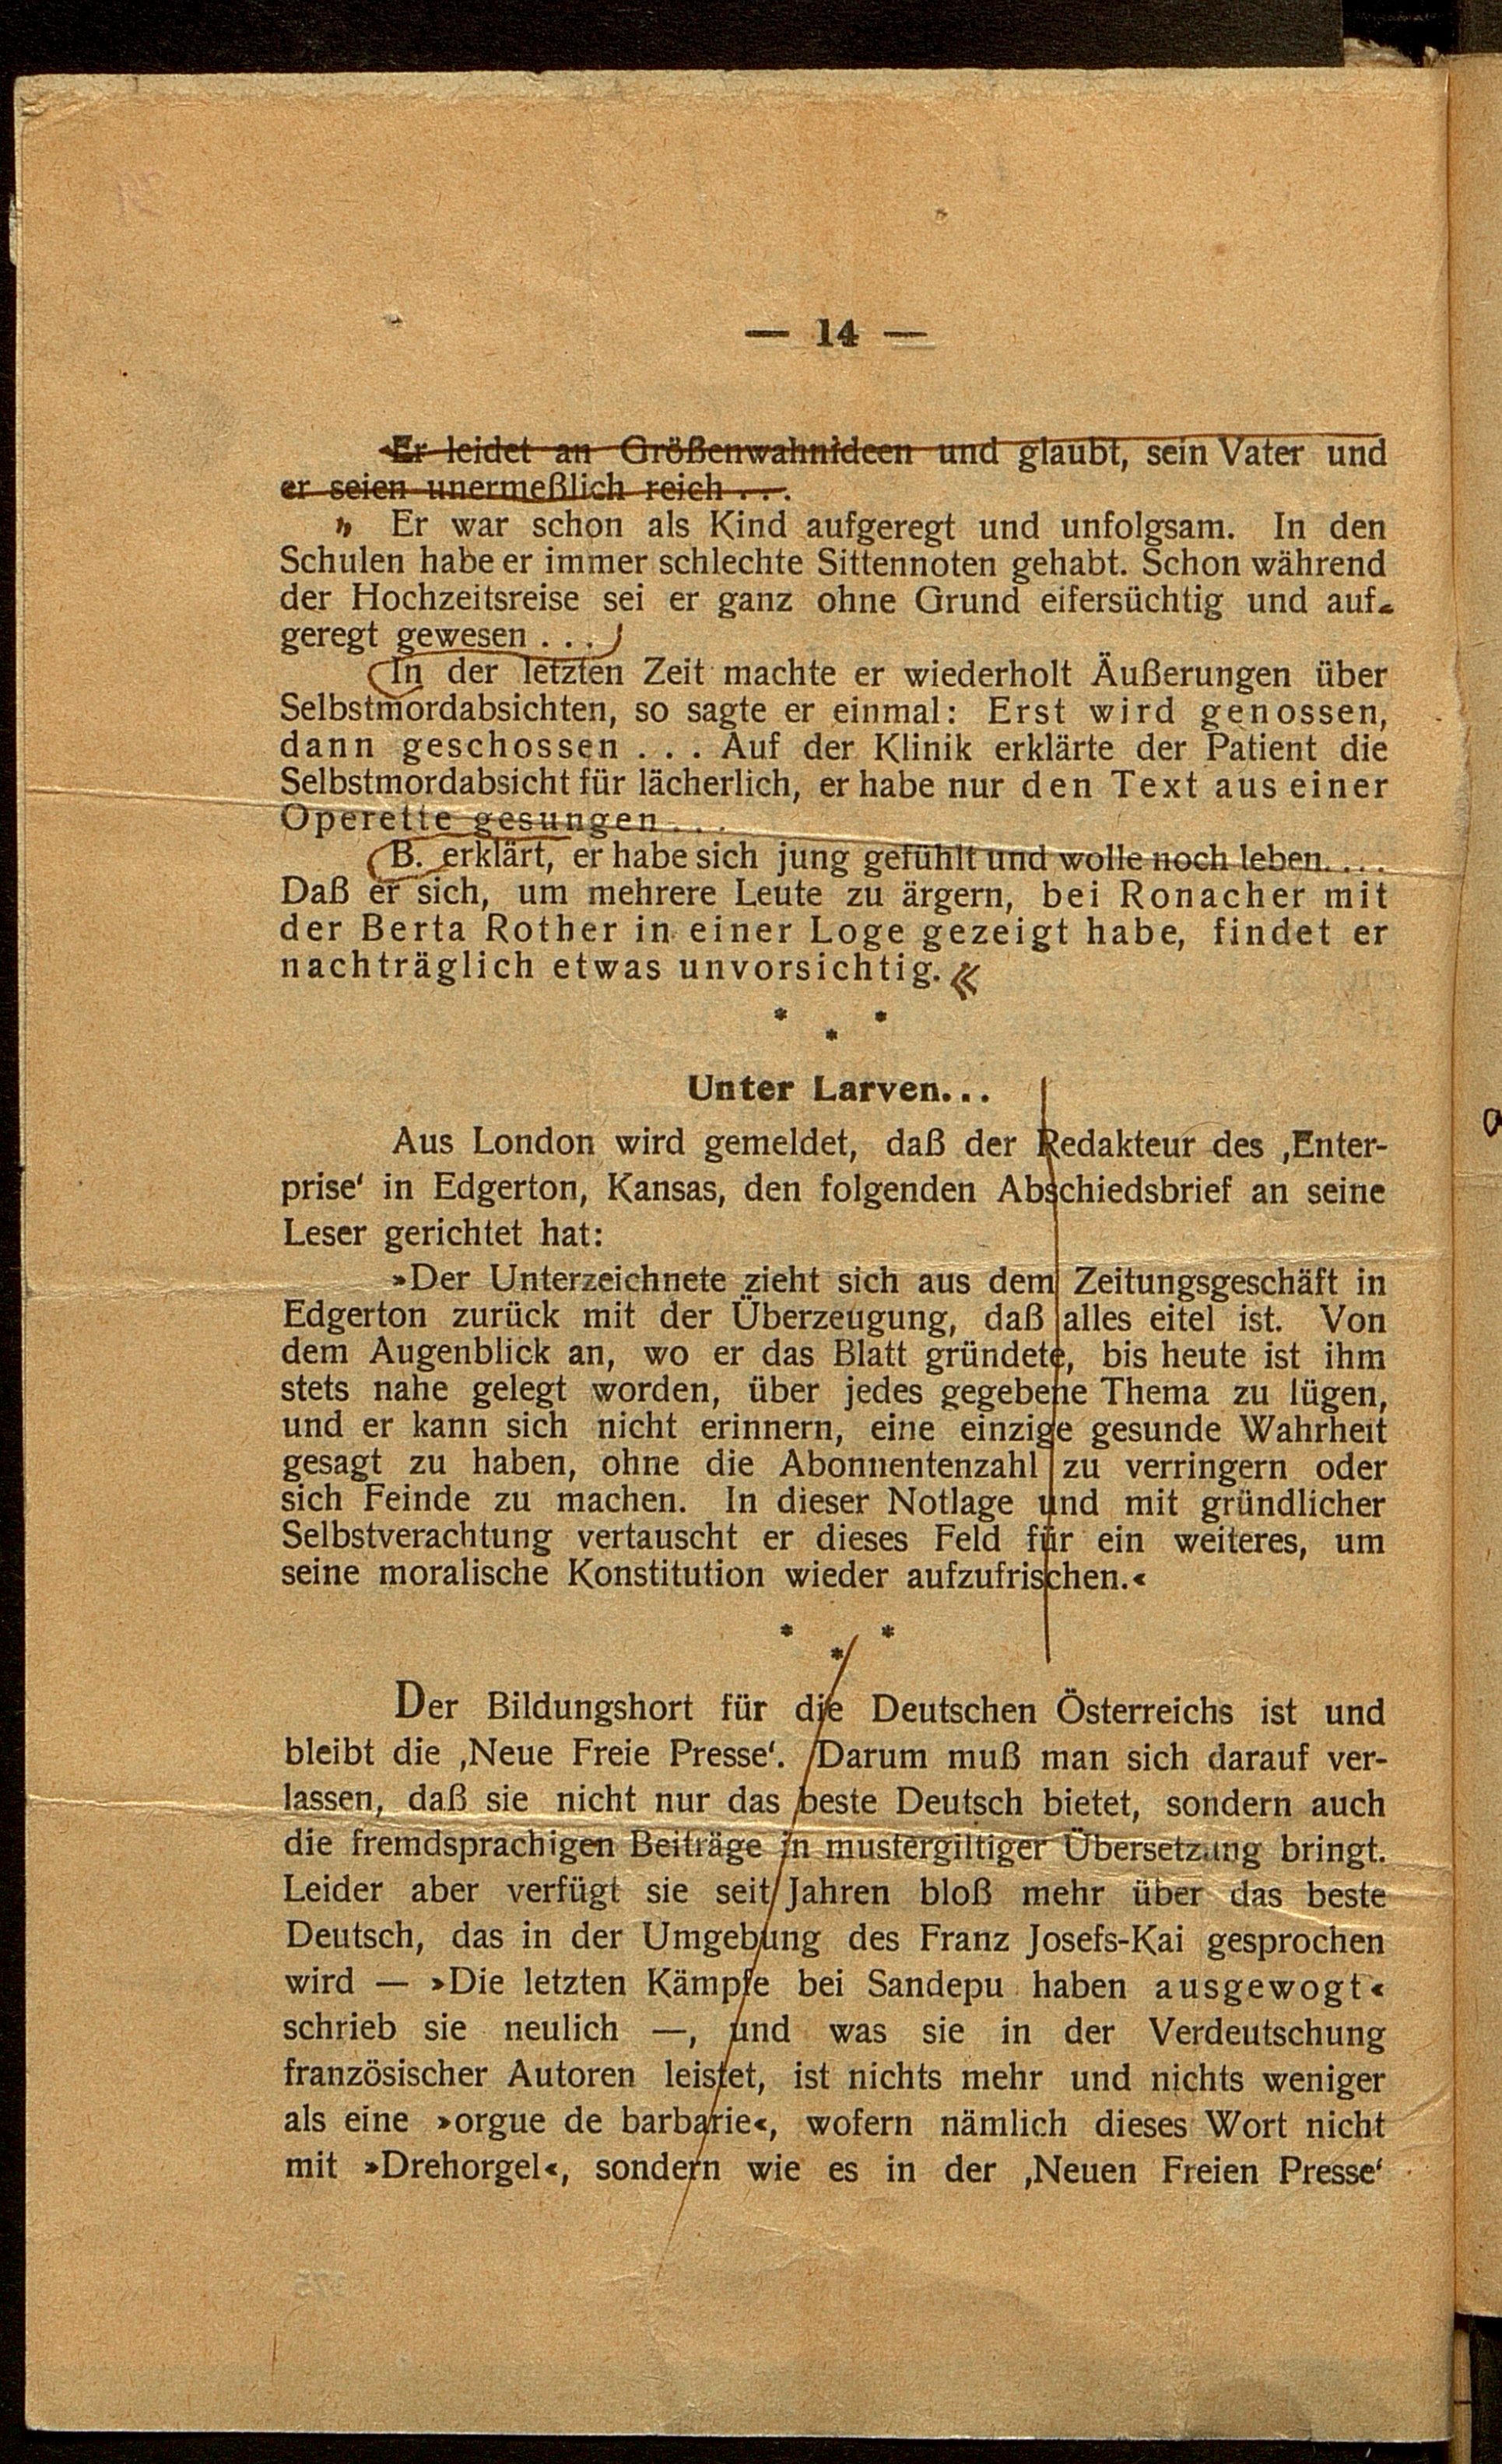 — 14 —
Er leidet an Größenwahnideen und glaubt, sein Vater und
er seien unermeßlich reich . . .
» Er war schon als Kind aufgeregt und unfolgsam. In den
Schulen habe er immer schlechte Sittennoten gehabt. Schon während
der Hochzeitsreise sei er ganz ohne Grund eifersüchtig und auf-
geregt gewesen . . .
In der letzten Zeit machte er wiederholt Äußerungen über
Selbstmordabsichten, so sagte er einmal: Erst wird genossen,
dann geschossen . . . Auf der Klinik erklärte der Patient die
Selbstmordabsicht für lächerlich, er habe nur den Text aus einer
Operette gesungen . . .
B. erklärt, er habe sich jung gefühlt und wolle noch leben. . . .
Daß er sich, um mehrere Leute zu ärgern, bei Ronacher mit
der Berta Rother in einer Loge gezeigt habe, findet er
nachträglich etwas unvorsichtig. «
* * *
Unter Larven...
Aus London wird gemeldet, daß der Redakteur des ‚Enter-
prise‘ in Edgerton, Kansas, den folgenden Abschiedsbrief an seine
Leser gerichtet hat:
»Der Unterzeichnete zieht sich aus dem Zeitungsgeschäft in
Edgerton zurück mit der Überzeugung, daß alles eitel ist. Von
dem Augenblick an, wo er das Blatt gründete, bis heute ist ihm
stets nahe gelegt worden, über jedes gegebene Thema zu lügen,
und er kann sich nicht erinnern, eine einzige gesunde Wahrheit
gesagt zu haben, ohne die Abonnentenzahl zu verringern oder
sich Feinde zu machen. In dieser Notlage und mit gründlicher
Selbstverachtung vertauscht er dieses Feld für ein weiteres, um
seine moralische Konstitution wieder aufzufrischen.«
* * *
Der Bildungshort für die Deutschen Österreichs ist und
bleibt die ‚Neue Freie Presse‘. Darum muß man sich darauf ver-
lassen, daß sie nicht nur das beste Deutsch bietet, sondern auch
die fremdsprachigen Beiträge in mustergiltiger Übersetzung bringt.
Leider aber verfügt sie seit Jahren bloß mehr über das beste
Deutsch, das in der Umgebung des Franz Josefs-Kai gesprochen
wird — »Die letzten Kämpfe bei Sandepu haben ausgewogt«
schrieb sie neulich —, und was sie in der Verdeutschung
französischer Autoren leistet, ist nichts mehr und nichts weniger
als eine »orgue de barbarie«, wofern nämlich dieses Wort nicht
mit »Drehorgel«, sondern wie es in der ‚Neuen Freien Presse‘